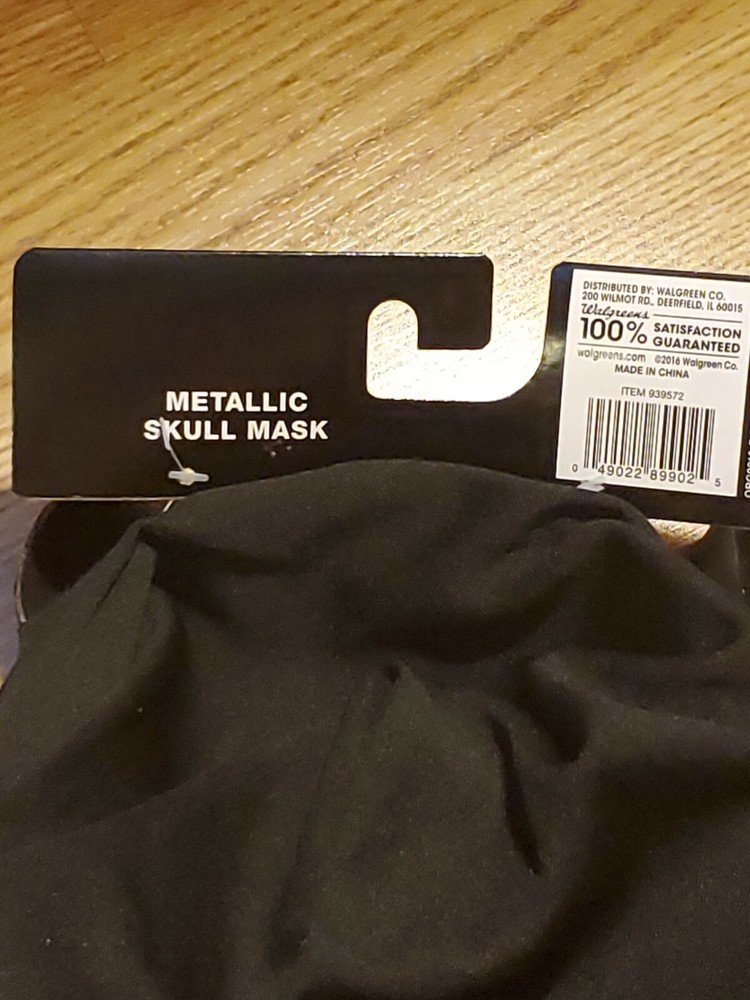 METALLIC
SKULL MASK
DISTRIBUTED BY: WALGREEN CO.
200 WILMOT RD., DEERFIELD, IL 60015
Walgreens
100% SATISFACTION
GUARANTEED
walgreens.com ©2016 Walgreen Co.
MADE IN CHINA
ITEM 939572
0 49022 89902 5